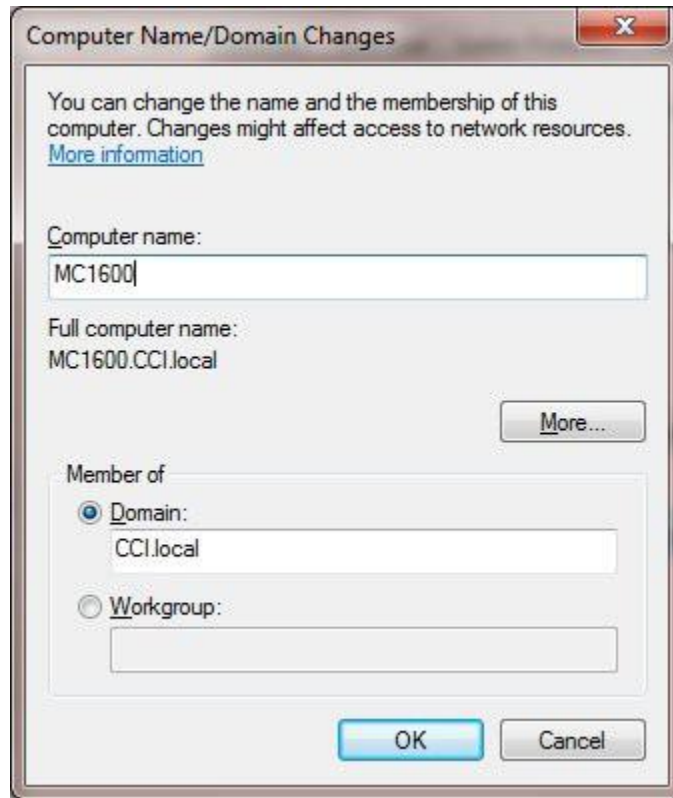 Computer Name/Domain Changes
You can change the name and the membership of this
computer. Changes might affect access to network resources.
More information
Computer name:
MC1600
Full computer name:
MC1600.CCI.local
More...
Member of
Domain:
CCI.local
Workgroup:
OK
Cancel